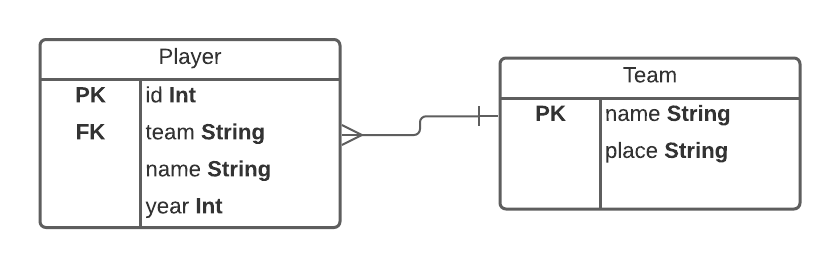 Player
PK id Int
FK team String
name String
year Int
Team
PK name String
place String